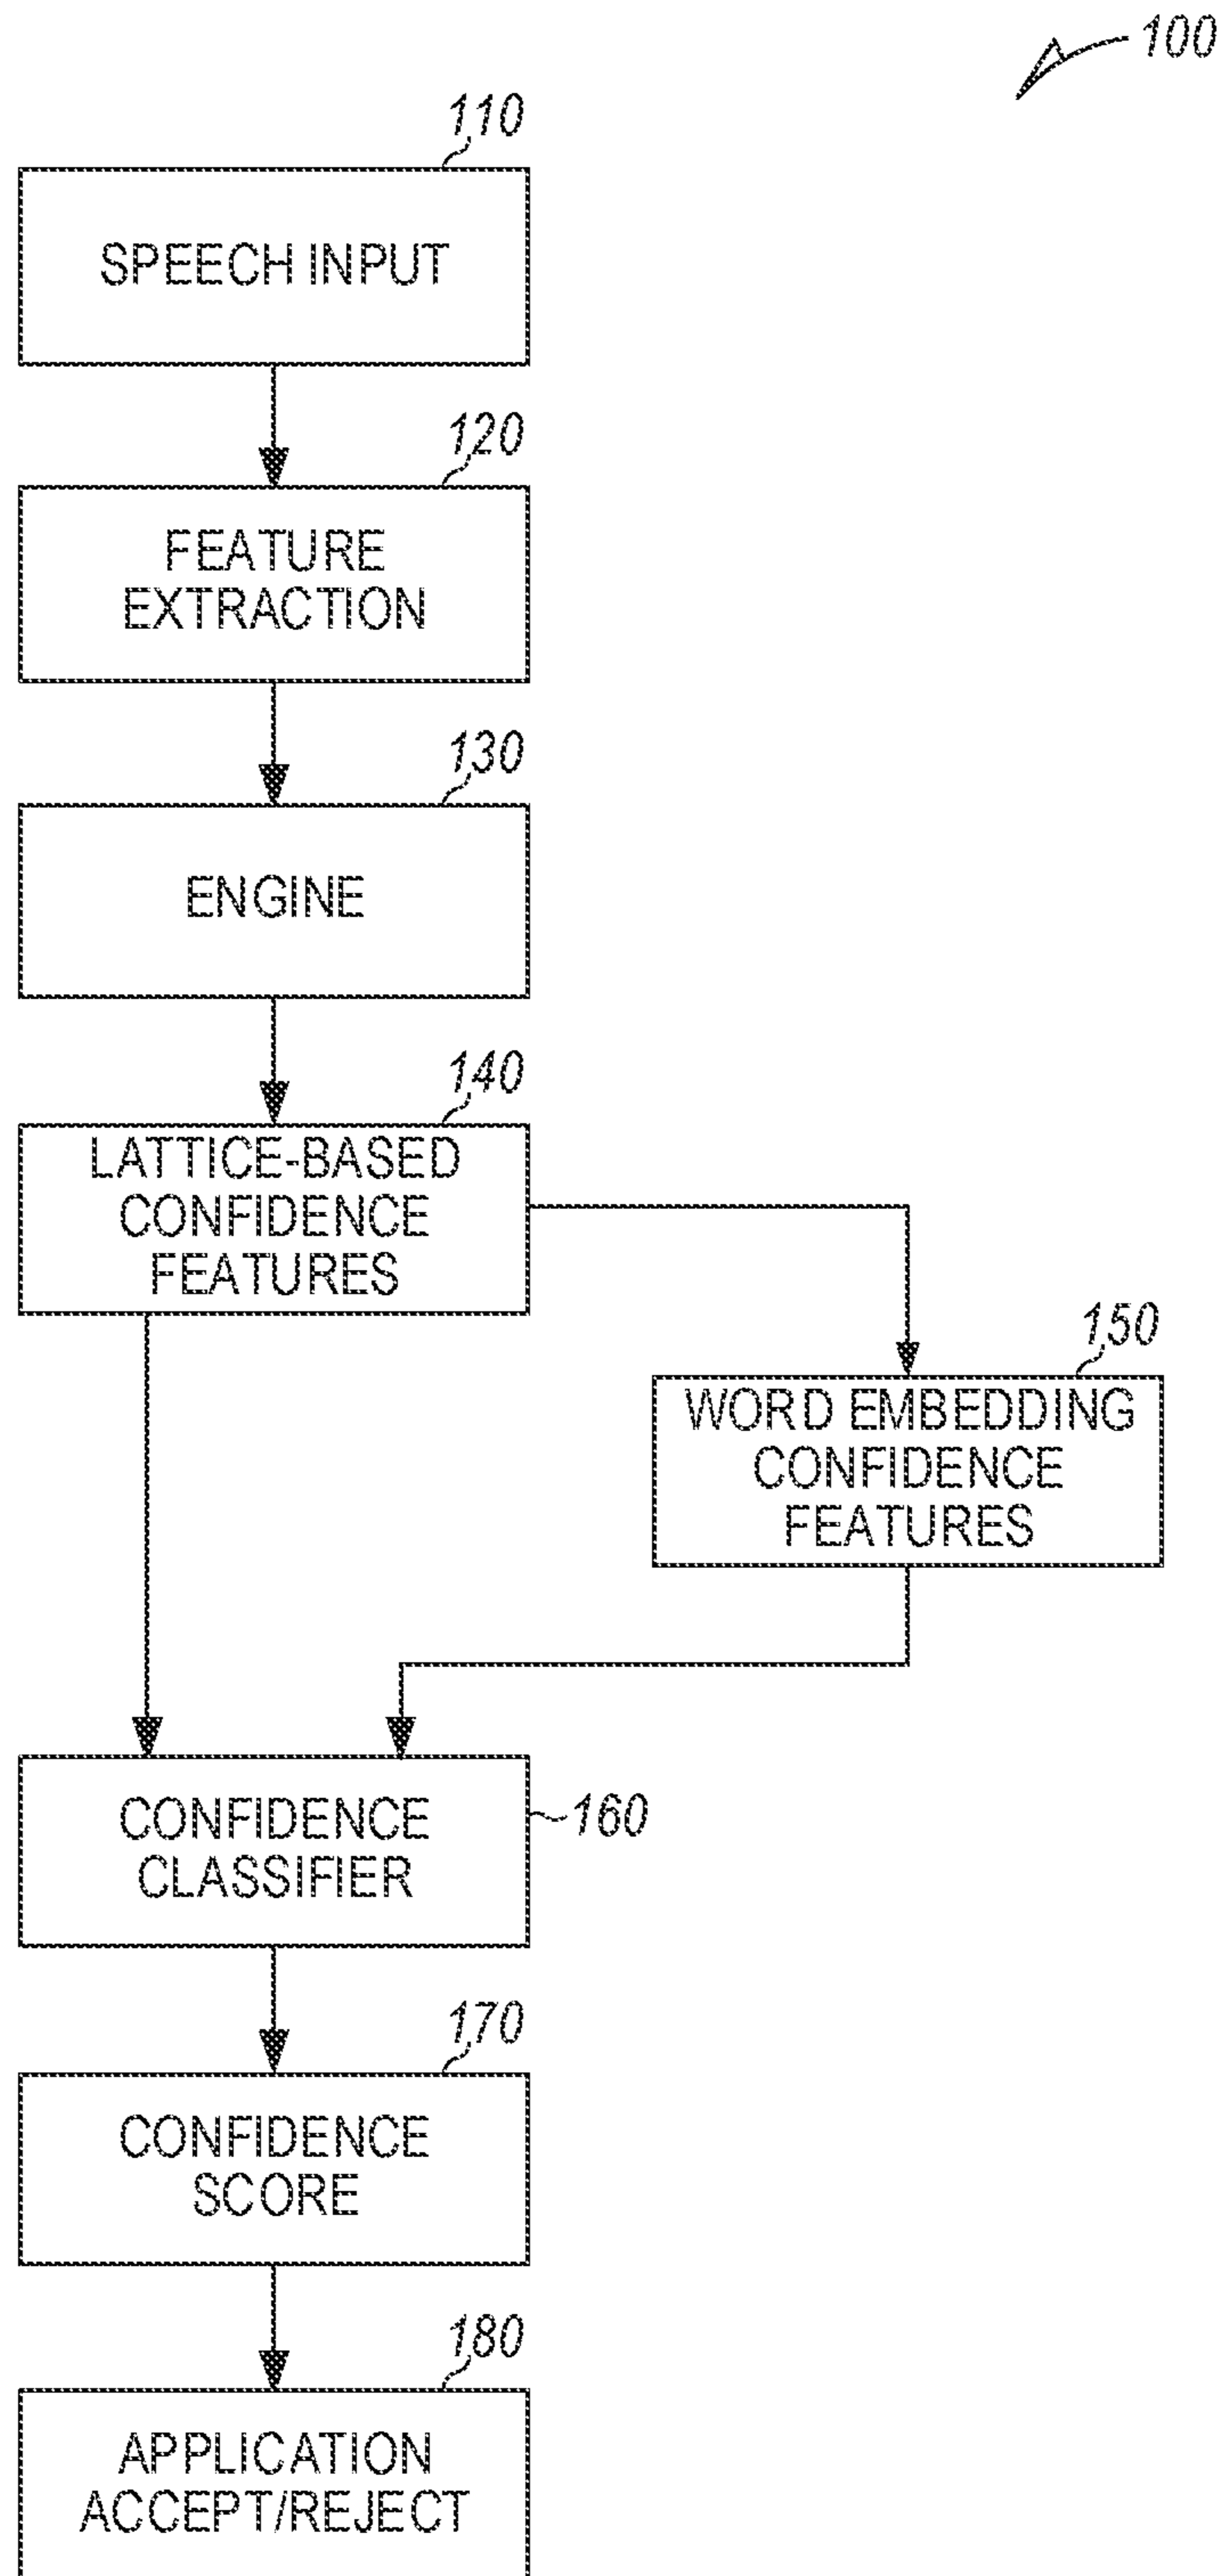 100
110
SPEECH INPUT
120
FEATURE
EXTRACTION
130
ENGINE
140
LATTICE-BASED
CONFIDENCE
FEATURES
150
WORD EMBEDDING
CONFIDENCE
FEATURES
CONFIDENCE
CLASSIFIER
160
170
CONFIDENCE
SCORE
180
APPLICATION
ACCEPT/REJECT